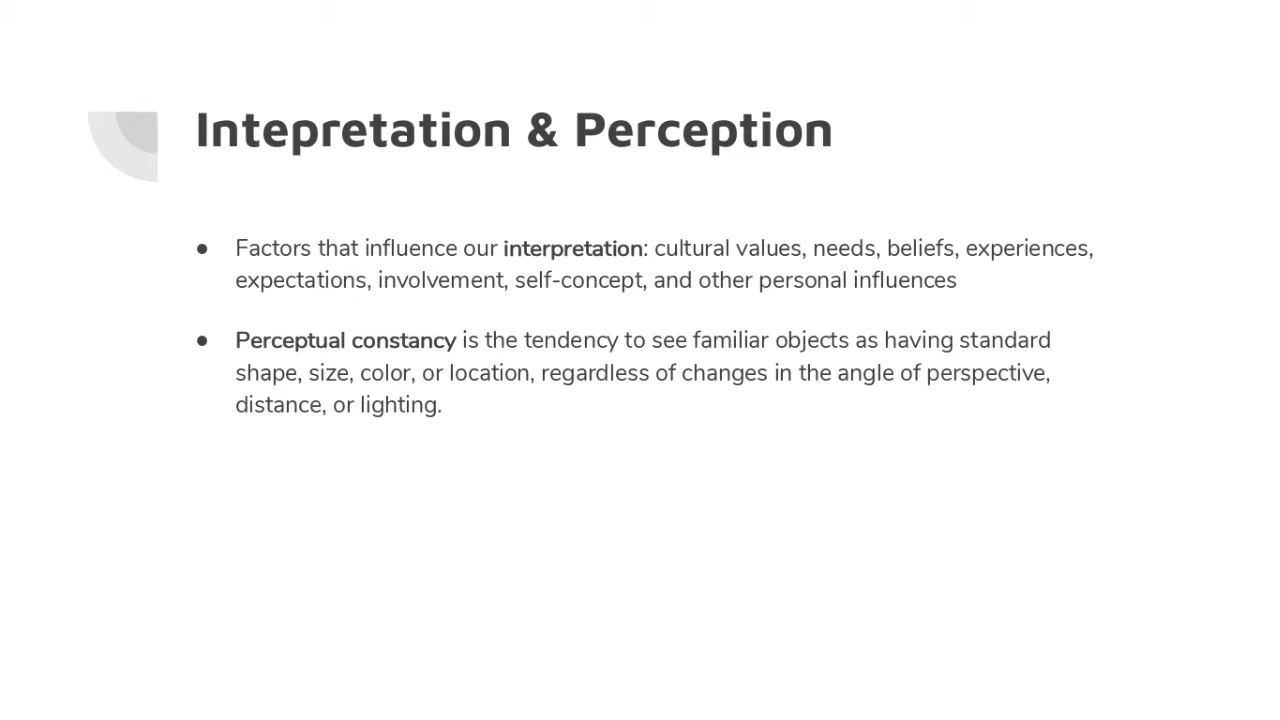 Intepretation & Perception
● Factors that influence our interpretation: cultural values, needs, beliefs, experiences,
expectations, involvement, self-concept, and other personal influences
● Perceptual constancy is the tendency to see familiar objects as having standard
shape, size, color, or location, regardless of changes in the angle of perspective,
distance, or lighting.